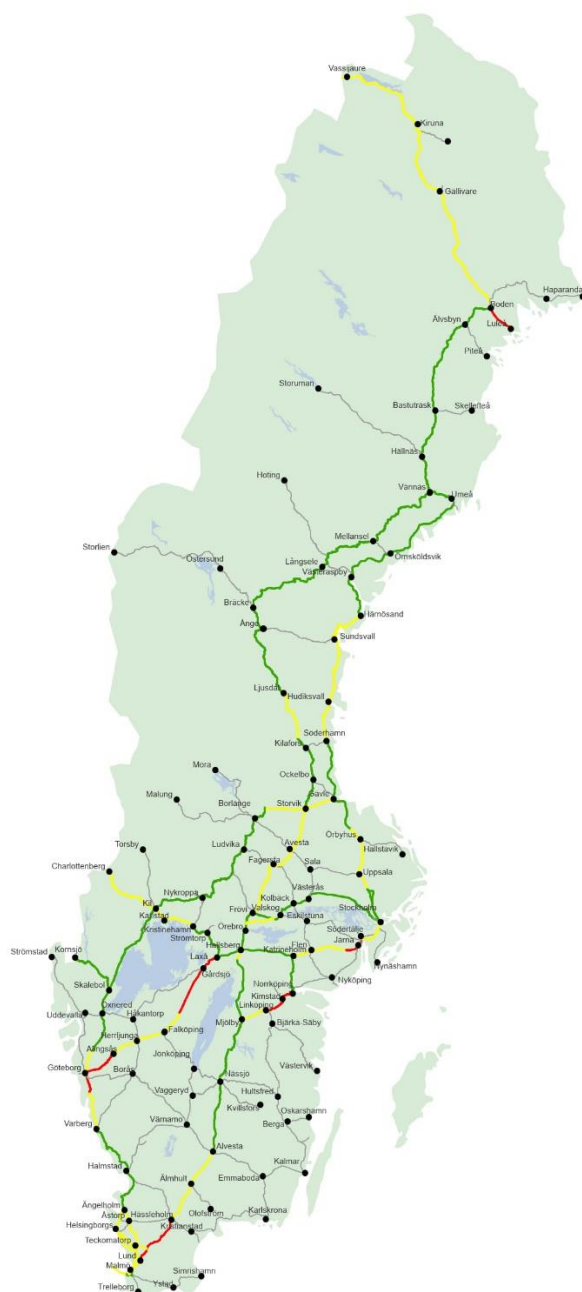 Vassijaure
Kiruna
Gällivare
Haparanda
Boden
Älvsbyn
Luleå
Piteå
Storuman
Bastuträsk
Skellefteå
Hällnäs
Hoting
Vännäs
Umeå
Mellansel
Storlien
Östersund
Långsele
Örnsköldsvik
Västeraspby
Bräcke
Härnösand
Ånge
Sundsvall
Ljusdal
Hudiksvall
Söderhamn
Kilafors
Mora
Ockelbo
Malung
Storvik
Gävle
Borlänge
Torsby
Ludvika
Avesta
Örbyhus
Hallstavik
Charlottenberg
Fagersta
Sala
Uppsala
Nykroppa
Västerås
Kolbäck
Kil
Frövi
Valskog
Stockholm
Karlstad
Eskilstuna
Kristinehamn
Örebro
Strömstad
Kornsjö
Strömtorp
Hallsberg
Flen
Södertälje
Laxå
Katrineholm
Järna
Nynäshamn
Gårdsjö
Skälebol
Norrköping
Nyköping
Öxnered
Kimstad
Uddevalla
Håkantorp
Linköping
Herrljunga
Falköping
Mjölby
Bjärka-Säby
Alingsås
Jönköping
Göteborg
Borås
Västervik
Nässjö
Vaggeryd
Hultsfred
Kvillsfors
Oskarshamn
Varberg
Värnamo
Berga
Alvesta
Halmstad
Kalmar
Älmhult
Emmaboda
Ängelholm
Hässleholm
Olofström
Karlskrona
Åstorp
Helsingborgs
Kristianstad
Teckomatorp
Lund
Malmö
Simrishamn
Trelleborg
Ystad